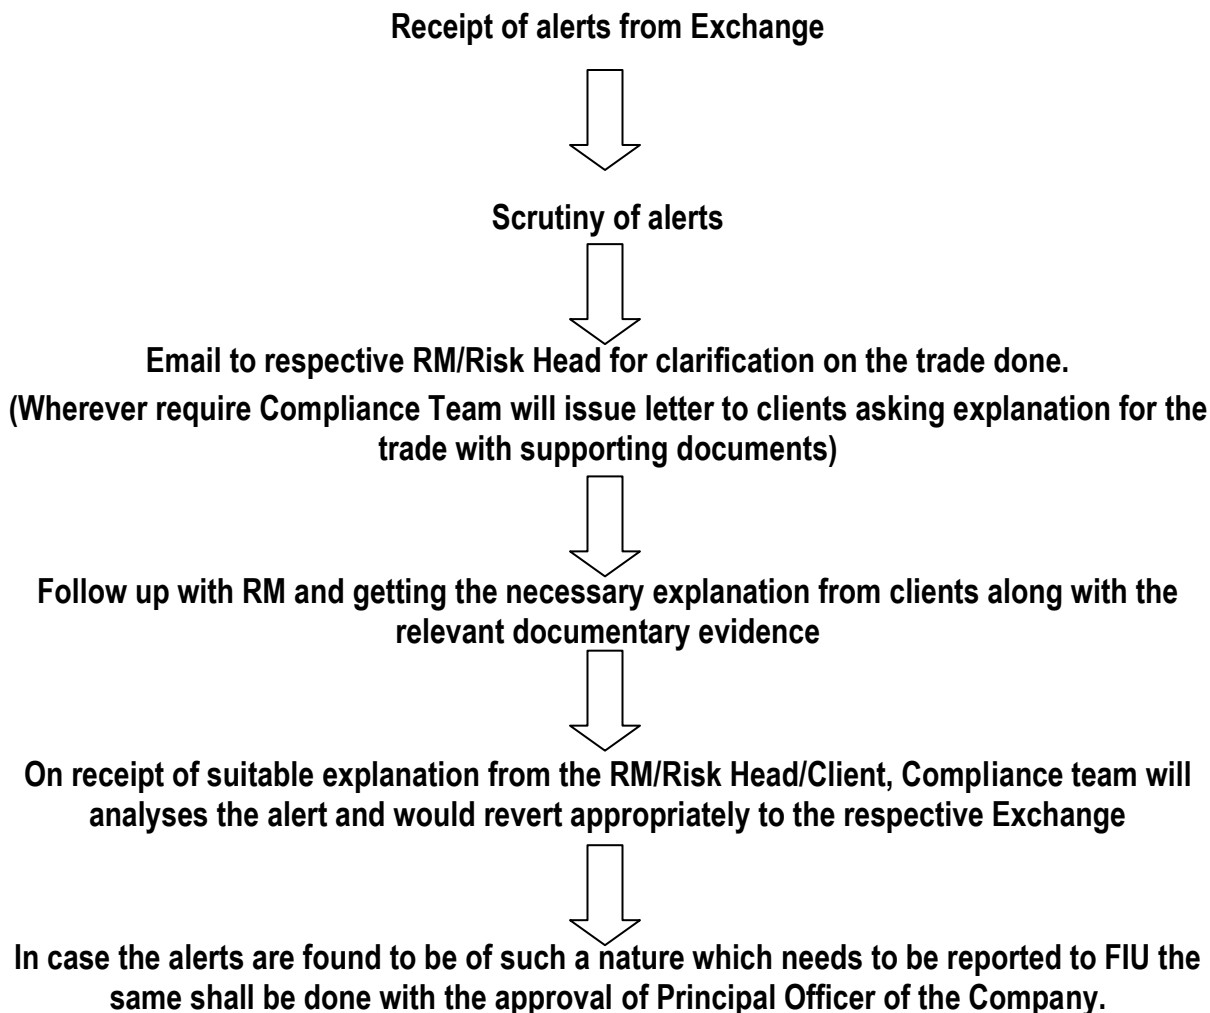 Receipt of alerts from Exchange
Scrutiny of alerts
Email to respective RM/Risk Head for clarification on the trade done.
(Wherever require Compliance Team will issue letter to clients asking explanation for the
trade with supporting documents)
Follow up with RM and getting the necessary explanation from clients along with the
relevant documentary evidence
On receipt of suitable explanation from the RM/Risk Head/Client, Compliance team will
analyses the alert and would revert appropriately to the respective Exchange
In case the alerts are found to be of such a nature which needs to be reported to FIU the
same shall be done with the approval of Principal Officer of the Company.